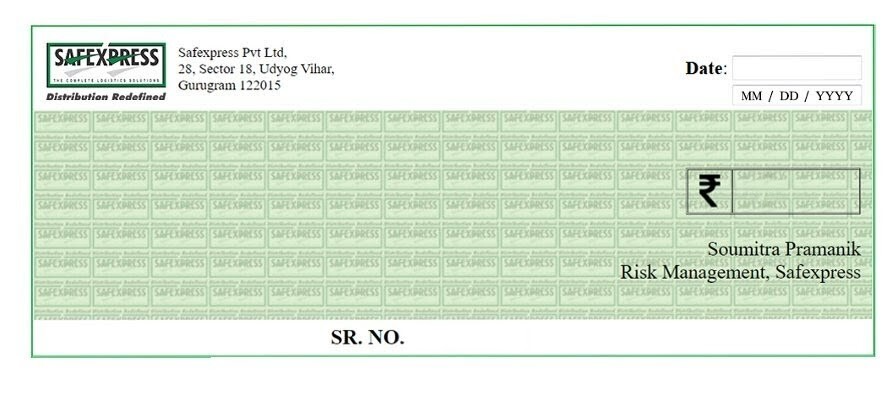 SAFEXPRESS
THE COMPLETE LOGISTICS SOLUTIONS
Distribution Redefined
Safexpress Pvt Ltd,
28, Sector 18, Udyog Vihar,
Gurugram 122015
Date:
MM / DD / YYYY
₹
Soumitra Pramanik
Risk Management, Safexpress
SR. NO.